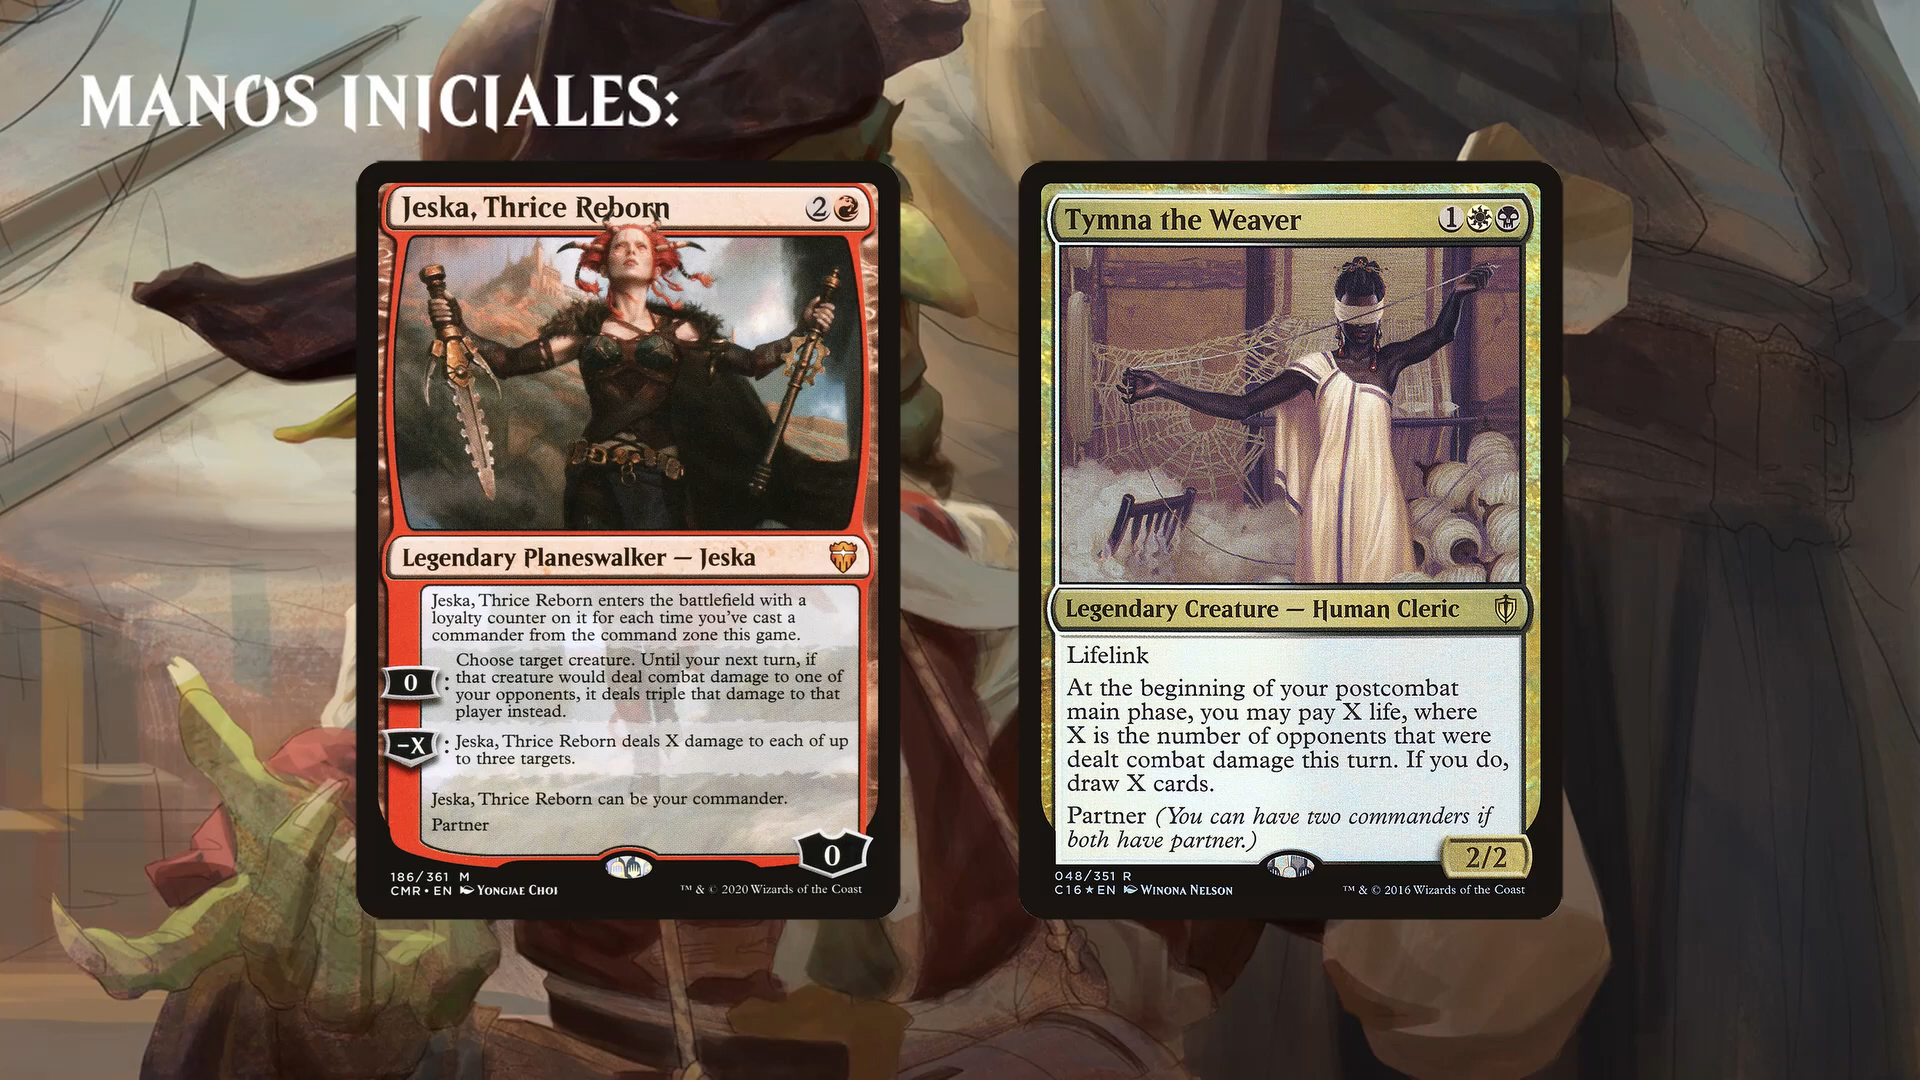 MANOS INICIALES:
Jeska, Thrice Reborn 2
Legendary Planeswalker — Jeska
Jeska, Thrice Reborn enters the battlefield with a
loyalty counter on it for each time you've cast a
commander from the command zone this game.
0 : Choose target creature. Until your next turn, if
that creature would deal combat damage to one of
your opponents, it deals triple that damage to that
player instead.
−X : Jeska, Thrice Reborn deals X damage to each of up
to three targets.
Jeska, Thrice Reborn can be your commander.
Partner
0
186/361 M
CMR • EN YONGJAE CHOI
™ & © 2020 Wizards of the Coast
Tymna the Weaver 1
Legendary Creature — Human Cleric
Lifelink
At the beginning of your postcombat
main phase, you may pay X life, where
X is the number of opponents that were
dealt combat damage this turn. If you do,
draw X cards.
Partner (You can have two commanders if
both have partner.)
2/2
048/351 R
C16 ★ EN WINONA NELSON
™ & © 2016 Wizards of the Coast